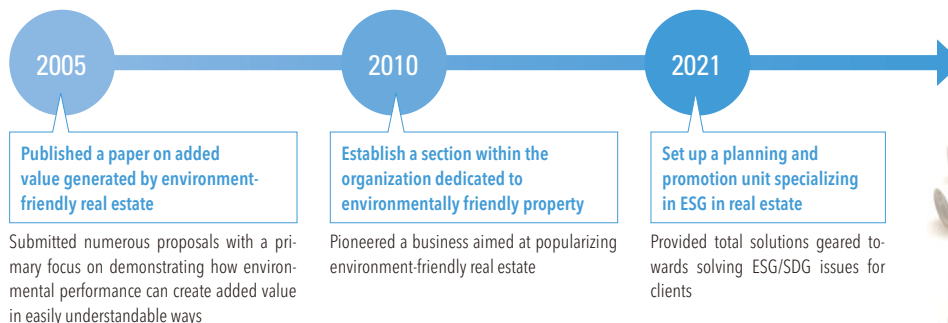 2005
2010
2021
Published a paper on added
value generated by environment-
friendly real estate
Submitted numerous proposals with a pri-
mary focus on demonstrating how environ-
mental performance can create added value
in easily understandable ways
Establish a section within the
organization dedicated to
environmentally friendly property
Pioneered a business aimed at popularizing
environment-friendly real estate
Set up a planning and
promotion unit specializing
in ESG in real estate
Provided total solutions geared to-
wards solving ESG/SDG issues for
clients